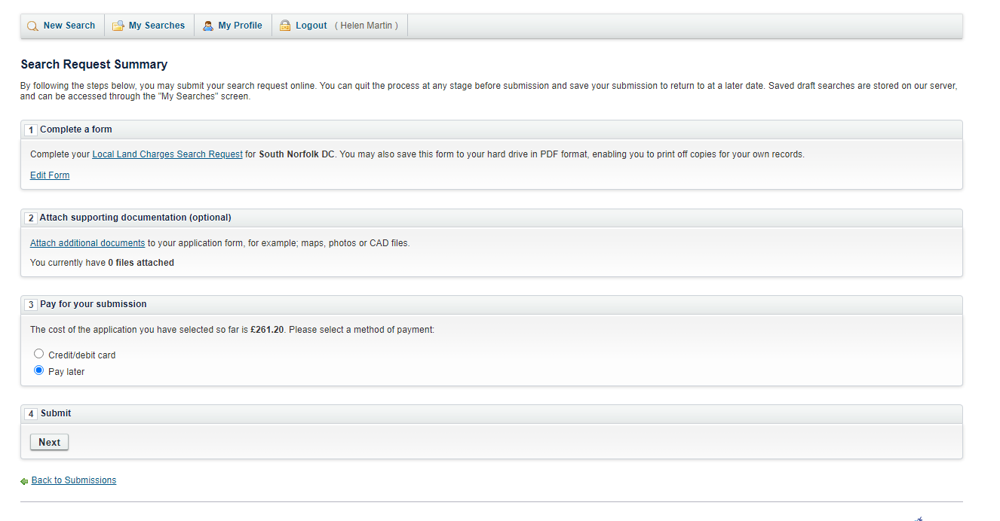 New Search My Searches My Profile Logout ( Helen Martin )
Search Request Summary
By following the steps below, you may submit your search request online. You can quit the process at any stage before submission and save your submission to return to at a later date. Saved draft searches are stored on our server,
and can be accessed through the "My Searches" screen.
1 Complete a form
Complete your Local Land Charges Search Request for South Norfolk DC. You may also save this form to your hard drive in PDF format, enabling you to print off copies for your own records.
Edit Form
2 Attach supporting documentation (optional)
Attach additional documents to your application form, for example; maps, photos or CAD files.
You currently have 0 files attached
3 Pay for your submission
The cost of the application you have selected so far is £261.20. Please select a method of payment:
Credit/debit card
Pay later
4 Submit
Next
Back to Submissions